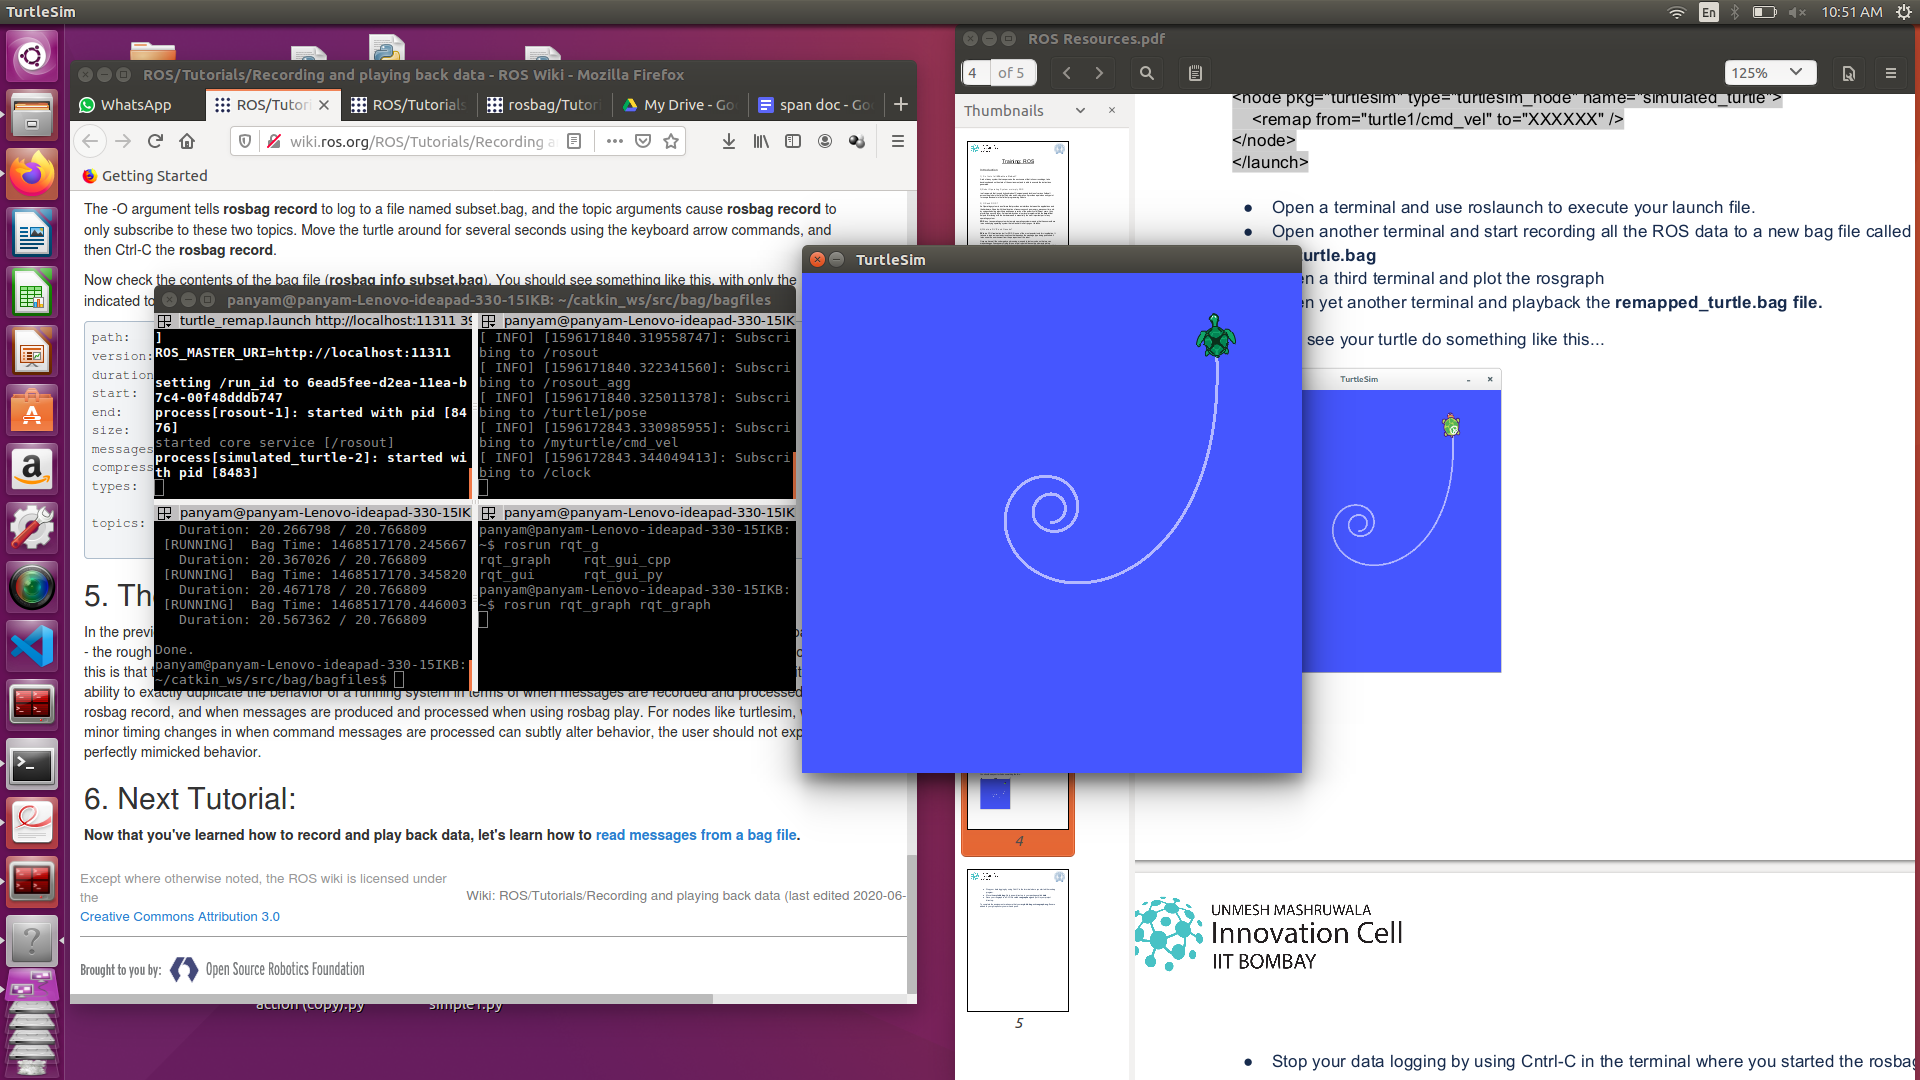 TurtleSim
En
10:51 AM
ROS/Tutorials/Recording and playing back data - ROS Wiki - Mozilla Firefox
WhatsApp
ROS/Tutori
ROS/Tutorials
rosbag/Tutori
My Drive - Go
span doc - Goo
wiki.ros.org/ROS/Tutorials/Recording a
Getting Started
The -O argument tells rosbag record to log to a file named subset.bag, and the topic arguments cause rosbag record to
only subscribe to these two topics. Move the turtle around for several seconds using the keyboard arrow commands, and
then Ctrl-C the rosbag record.
Now check the contents of the bag file (rosbag info subset.bag). You should see something like this, with only the
indicated to
path:
version:
duration
start:
end:
size:
messages
compress
types:
topics:
5. The
In the previ
- the rough
this is that t
ability to exactly duplicate the behavior of a running system in terms of when messages are recorded and processed
rosbag record, and when messages are produced and processed when using rosbag play. For nodes like turtlesim,
minor timing changes in when command messages are processed can subtly alter behavior, the user should not exp
perfectly mimicked behavior.
6. Next Tutorial:
Now that you've learned how to record and play back data, let's learn how to read messages from a bag file.
Except where otherwise noted, the ROS wiki is licensed under
the
Creative Commons Attribution 3.0
Wiki: ROS/Tutorials/Recording and playing back data (last edited 2020-06-
Brought to you by:
Open Source Robotics Foundation
action (copy).py
simple1.py
panyam@panyam-Lenovo-ideapad-330-15IKB: ~/catkin_ws/src/bag/bagfiles
turtle_remap.launch http://localhost:11311 39
]
ROS_MASTER_URI=http://localhost:11311
setting /run_id to 6ead5fee-d2ea-11ea-b
7c4-00f48dddb747
process[rosout-1]: started with pid [84
76]
started core service [/rosout]
process[simulated_turtle-2]: started wi
th pid [8483]
panyam@panyam-Lenovo-ideapad-330-15IK
[ INFO] [1596171840.319558747]: Subscri
bing to /rosout
[ INFO] [1596171840.322341560]: Subscri
bing to /rosout_agg
[ INFO] [1596171840.325011378]: Subscri
bing to /turtle1/pose
[ INFO] [1596172843.330985955]: Subscri
bing to /myturtle/cmd_vel
[ INFO] [1596172843.344049413]: Subscri
bing to /clock
panyam@panyam-Lenovo-ideapad-330-15IK
Duration: 20.266798 / 20.766809
[RUNNING]  Bag Time: 1468517170.245667
Duration: 20.367026 / 20.766809
[RUNNING]  Bag Time: 1468517170.345820
Duration: 20.467178 / 20.766809
[RUNNING]  Bag Time: 1468517170.446003
Duration: 20.567362 / 20.766809
Done.
panyam@panyam-Lenovo-ideapad-330-15IKB:
~/catkin_ws/src/bag/bagfiles$
panyam@panyam-Lenovo-ideapad-330-15IK
panyam@panyam-Lenovo-ideapad-330-15IKB:
~$ rosrun rqt_g
rqt_graph    rqt_gui_cpp
rqt_gui      rqt_gui_py
panyam@panyam-Lenovo-ideapad-330-15IKB:
~$ rosrun rqt_graph rqt_graph
TurtleSim
ROS Resources.pdf
4 of 5
125%
Thumbnails
Training: ROS
4
5
<node pkg="turtlesim" type="turtlesim_node" name="simulated_turtle">
<remap from="turtle1/cmd_vel" to="XXXXXX" />
</node>
</launch>
● Open a terminal and use roslaunch to execute your launch file.
● Open another terminal and start recording all the ROS data to a new bag file called
turtle.bag
n a third terminal and plot the rosgraph
n yet another terminal and playback the remapped_turtle.bag file.
see your turtle do something like this...
TurtleSim
UNMESH MASHRUWALA
Innovation Cell
IIT BOMBAY
● Stop your data logging by using Cntrl-C in the terminal where you started the rosbag